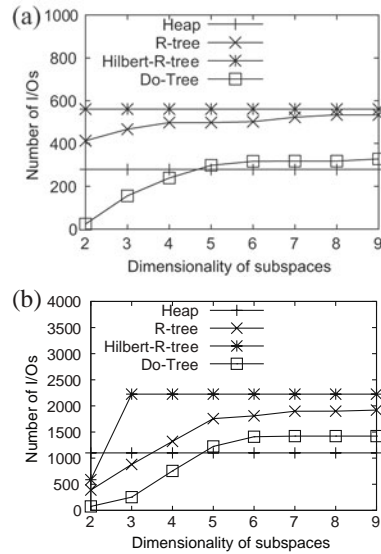 (a)
1000
800
600
400
200
0
Number of I/Os
Heap
R-tree
Hilbert-R-tree
Do-Tree
2 3 4 5 6 7 8 9
Dimensionality of subspaces
(b)
4000
3500
3000
2500
2000
1500
1000
500
0
Number of I/Os
Heap
R-tree
Hilbert-R-tree
Do-Tree
2 3 4 5 6 7 8 9
Dimensionality of subspaces